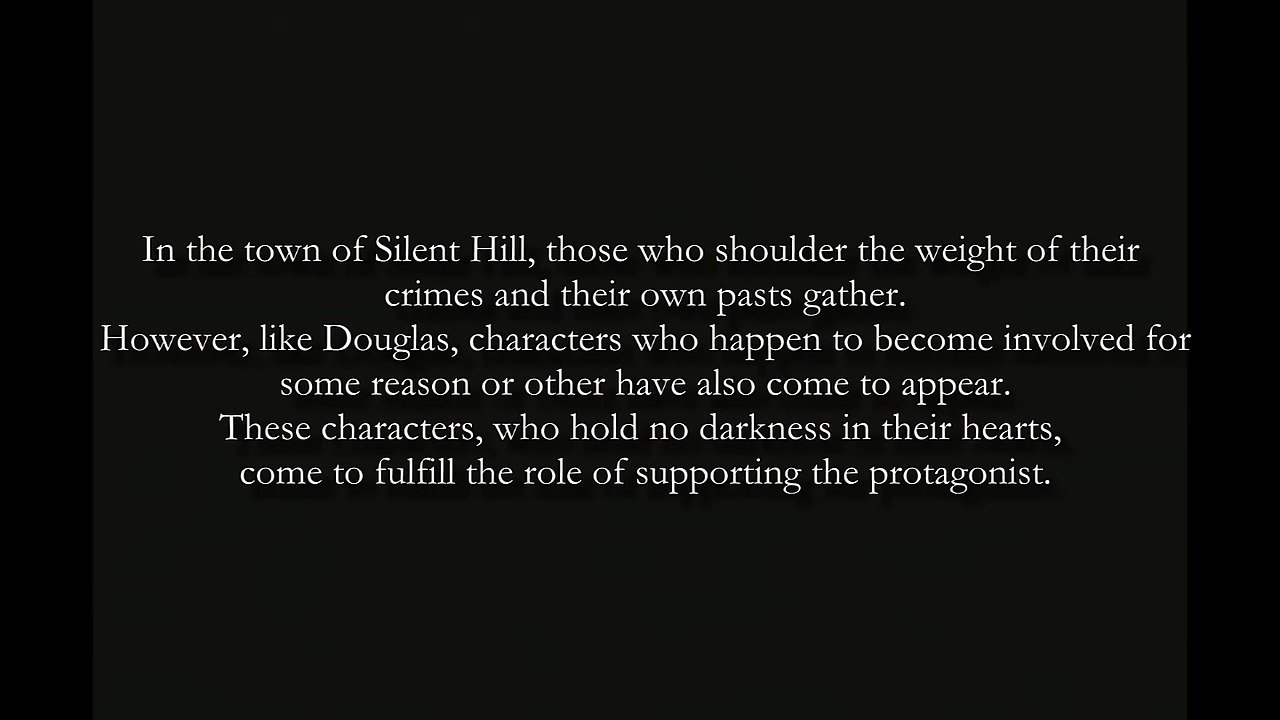 In the town of Silent Hill, those who shoulder the weight of their
crimes and their own pasts gather.
However, like Douglas, characters who happen to become involved for
some reason or other have also come to appear.
These characters, who hold no darkness in their hearts,
come to fulfill the role of supporting the protagonist.